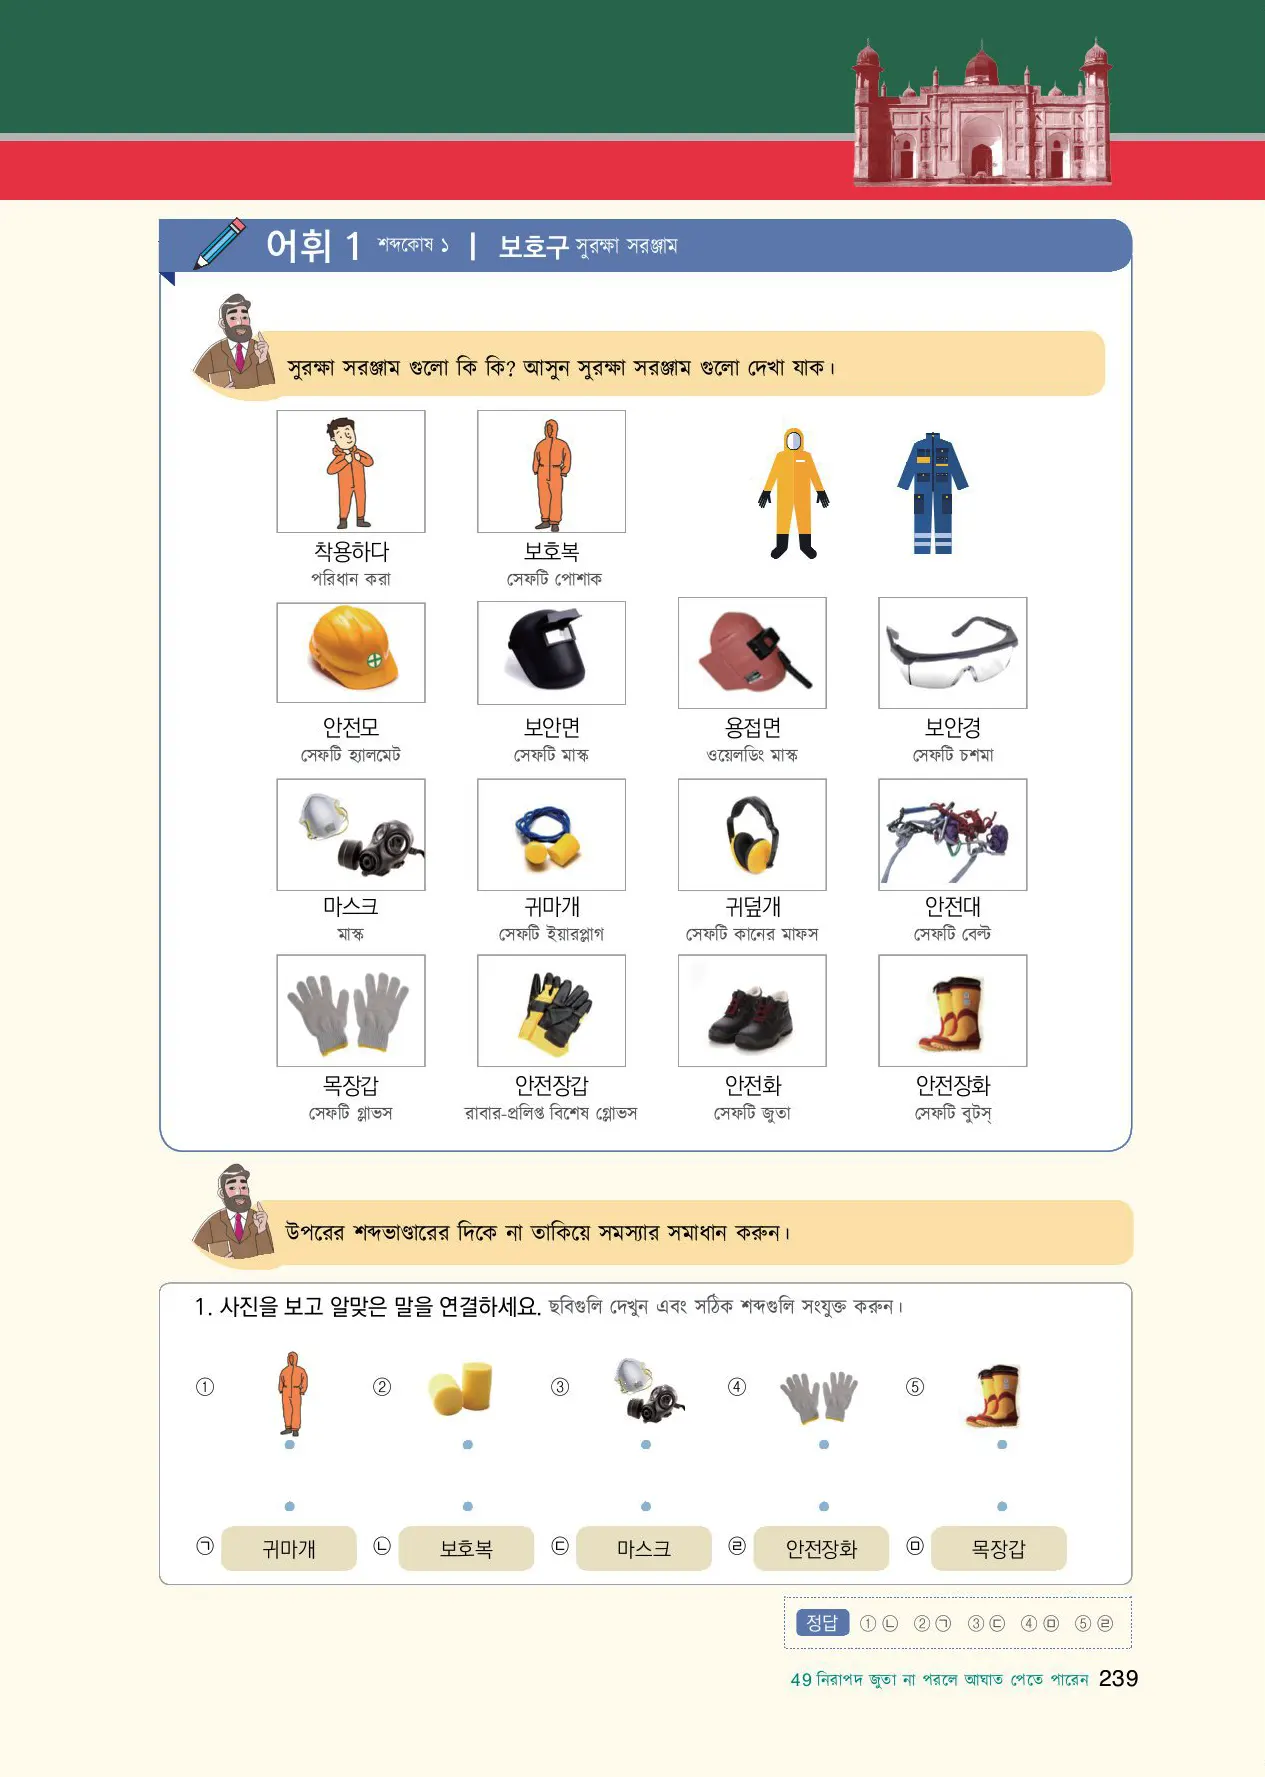 어휘 1 শব্দকোষ ১ | 보호구 সুরক্ষা সরঞ্জাম
সুরক্ষা সরঞ্জাম গুলো কি কি? আসুন সুরক্ষা সরঞ্জাম গুলো দেখা যাক।
착용하다 보호복
পরিধান করা সেফটি পোশাক
안전모 보안면 용접면 보안경
সেফটি হ্যালমেট সেফটি মাস্ক ওয়েলডিং মাস্ক সেফটি চশমা
마스크 귀마개 귀덮개 안전대
মাস্ক সেফটি ইয়ারপ্লাগ সেফটি কানের মাফস সেফটি বেল্ট
목장갑 안전장갑 안전화 안전장화
সেফটি গ্লাভস রাবার-প্রলিপ্ত বিশেষ গ্লোভস সেফটি জুতা সেফটি বুটস্
উপরের শব্দভাণ্ডারের দিকে না তাকিয়ে সমস্যার সমাধান করুন।
1. 사진을 보고 알맞은 말을 연결하세요. ছবিগুলি দেখুন এবং সঠিক শব্দগুলি সংযুক্ত করুন।
① ② ③ ④ ⑤
㉠ 귀마개 ㉡ 보호복 ㉢ 마스크 ㉣ 안전장화 ㉤ 목장갑
정답 ① ㉡ ② ㉠ ③ ㉢ ④ ㉤ ⑤ ㉣
49 নিরাপদ জুতা না পরলে আঘাত পেতে পারেন 239